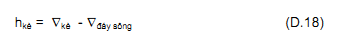 hkè = ∇kè - ∇đáy sông (D.18)